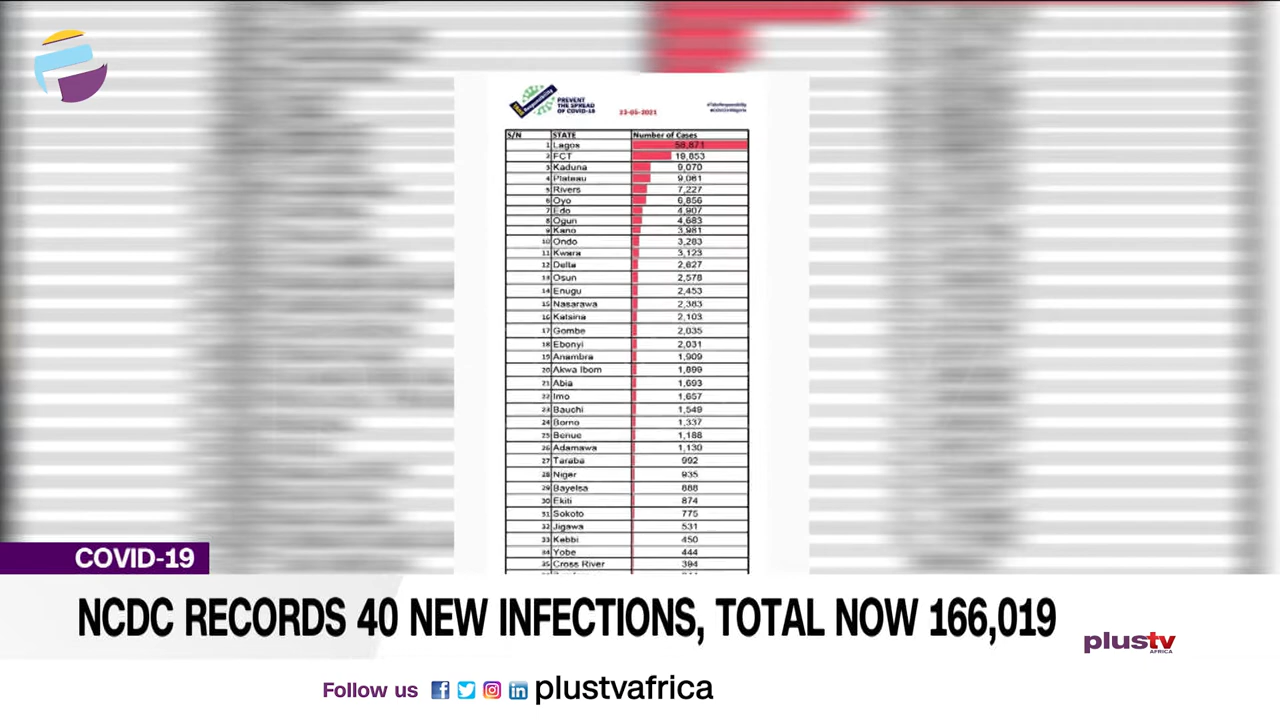 PREVENT
THE SPREAD
OF COVID-19
Responsibility
23-05-2021
#TakeResponsibility
S/N STATE Number of Cases
1 Lagos 58,871
2 FCT 19,853
3 Kaduna 9,070
4 Plateau 9,061
5 Rivers 7,227
6 Oyo 6,856
7 Edo 4,907
8 Ogun 4,683
9 Kano 3,981
10 Ondo 3,283
11 Kwara 3,123
12 Delta 2,627
13 Osun 2,578
14 Enugu 2,453
15 Nasarawa 2,383
16 Katsina 2,103
17 Gombe 2,035
18 Ebonyi 2,031
19 Anambra 1,909
20 Akwa Ibom 1,899
21 Abia 1,693
22 Imo 1,657
23 Bauchi 1,549
24 Borno 1,337
25 Benue 1,188
26 Adamawa 1,130
27 Taraba 992
28 Niger 935
29 Bayelsa 888
30 Ekiti 874
31 Sokoto 775
32 Jigawa 531
33 Kebbi 450
34 Yobe 444
35 Cross River 394
COVID-19
NCDC RECORDS 40 NEW INFECTIONS, TOTAL NOW 166,019
plustv
AFRICA
Follow us plustvafrica